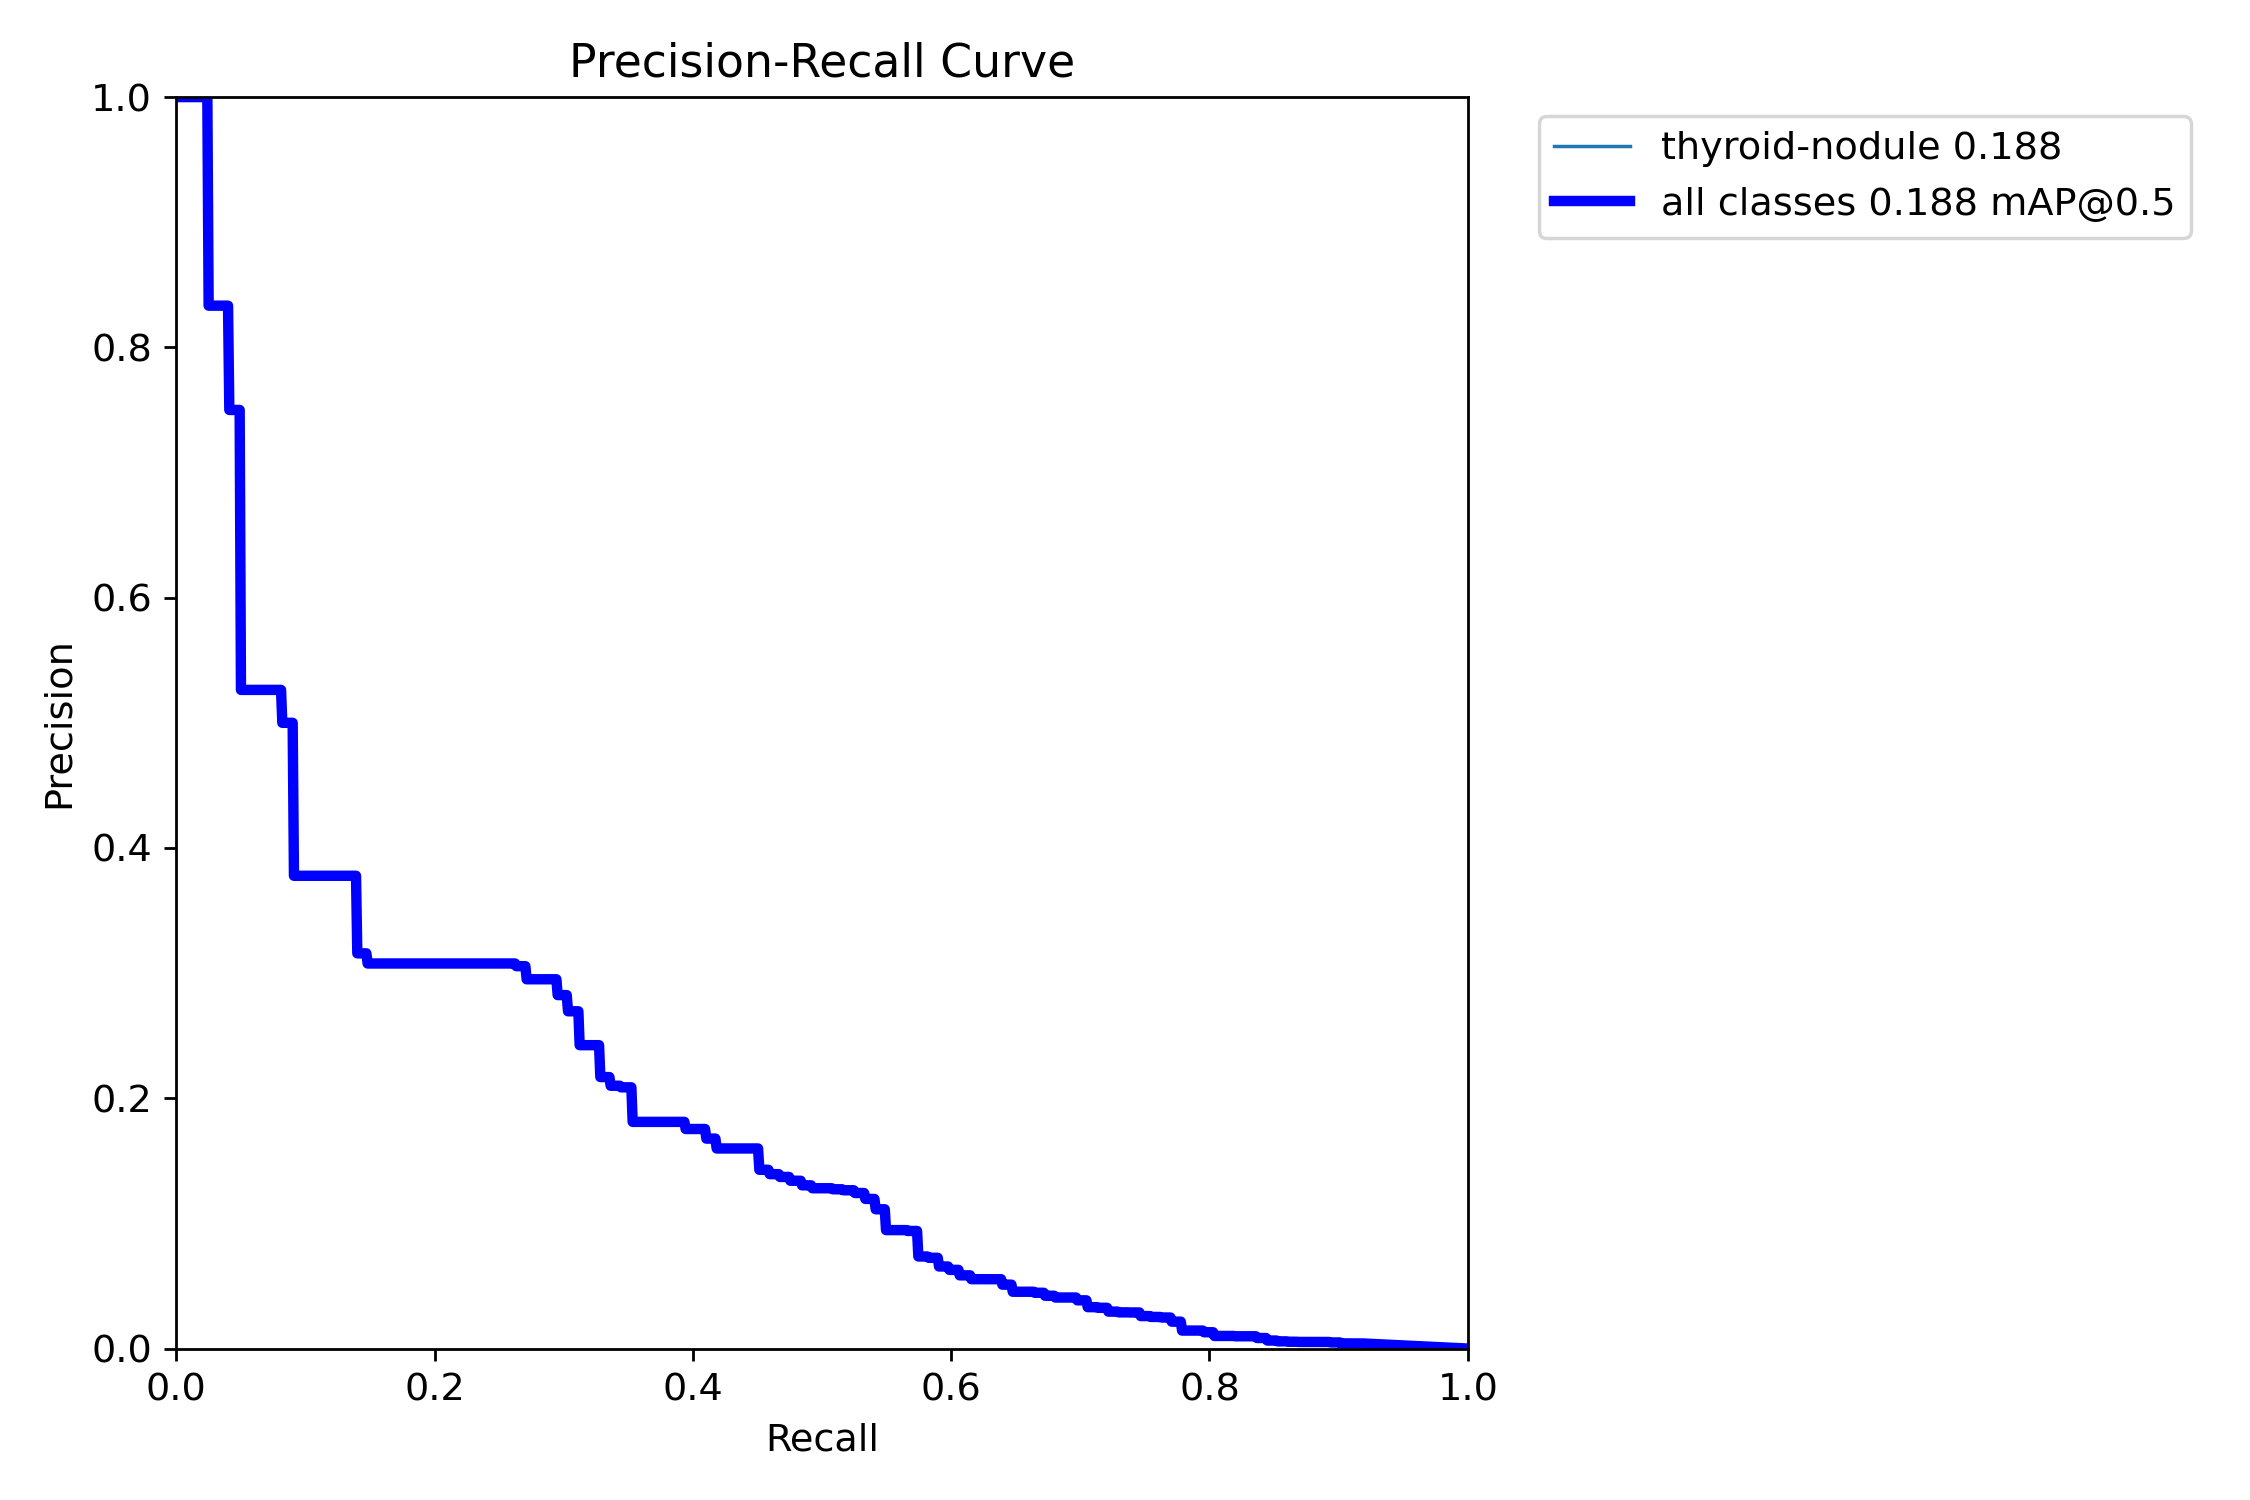 Precision-Recall Curve
1.0
0.8
0.6
0.4
0.2
0.0
Precision
0.0 0.2 0.4 0.6 0.8 1.0
Recall
thyroid-nodule 0.188
all classes 0.188 mAP@0.5